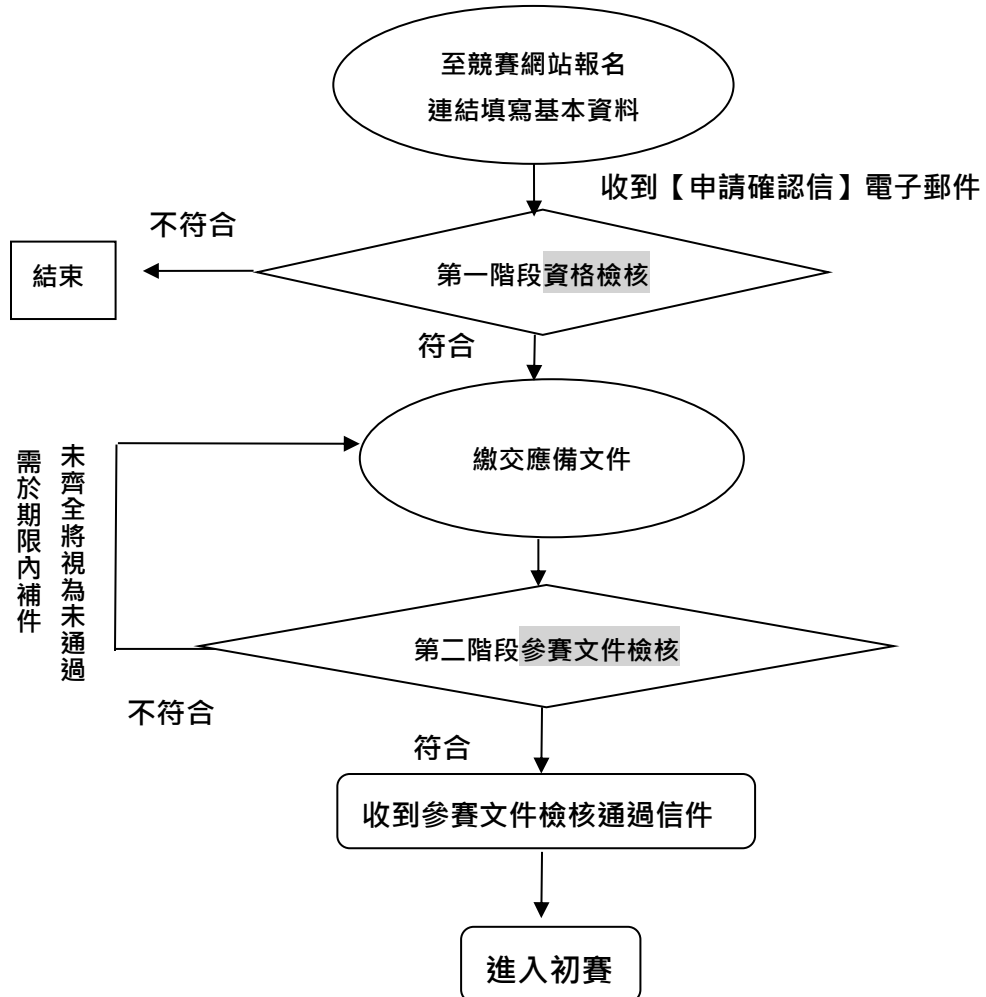 至競賽網站報名
連結填寫基本資料
收到【申請確認信】電子郵件
不符合
結束
第一階段資格檢核
符合
繳交應備文件
未齊全將視為未通過
需於期限內補件
第二階段參賽文件檢核
不符合
符合
收到參賽文件檢核通過信件
進入初賽